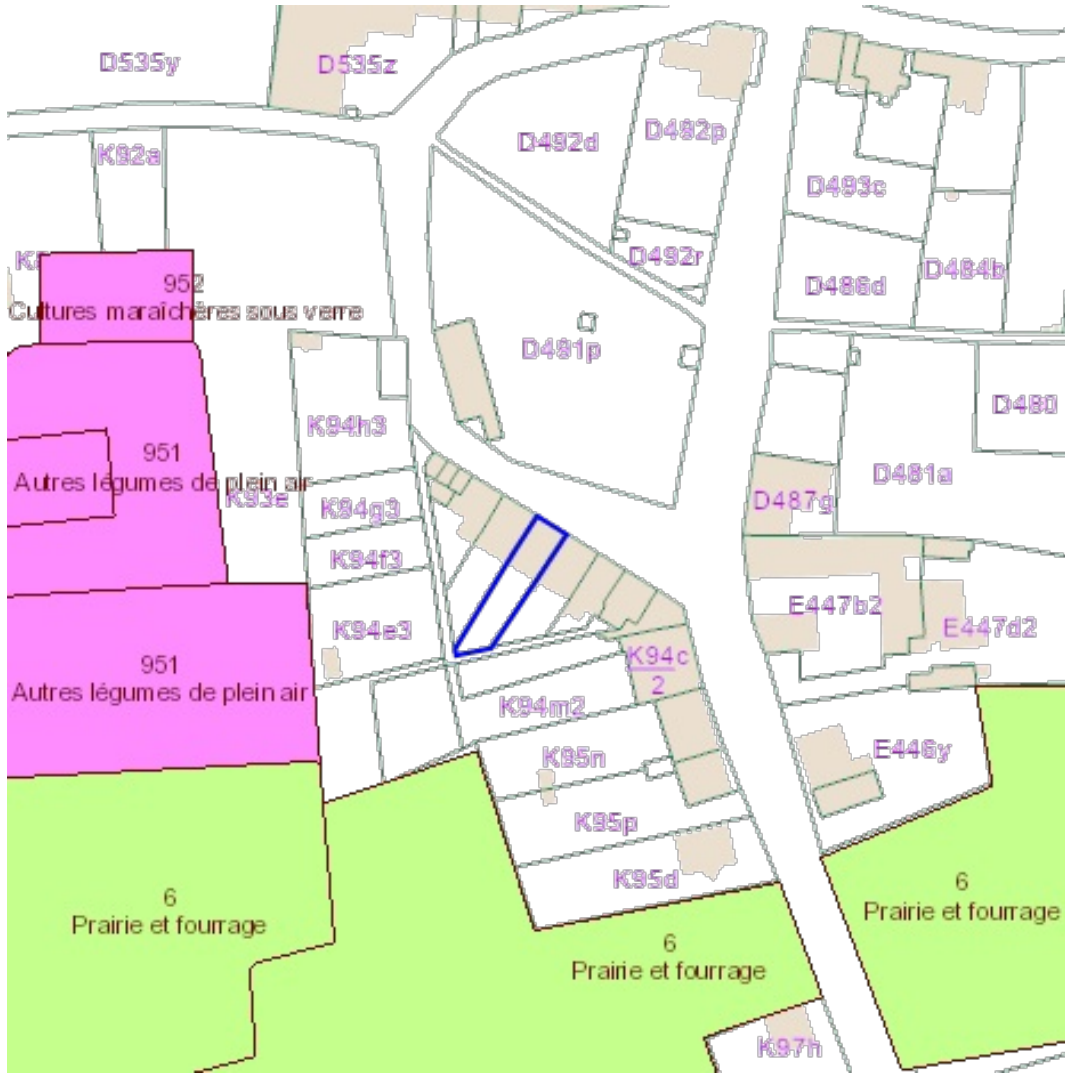 D535y
D535z
D492d
D492p
K92a
D493c
D492r
D484b
D486d
952
Cultures maraîchères sous verre
D491p
D480
K94h3
951
Autres légumes de plein air
K93e
D481a
K94g3
D487g
K94f3
E447b2
K94e3
E447d2
K94c
2
951
Autres légumes de plein air
K94m2
E446y
K95n
K95p
K95d
6
Prairie et fourrage
6
Prairie et fourrage
6
Prairie et fourrage
K97h